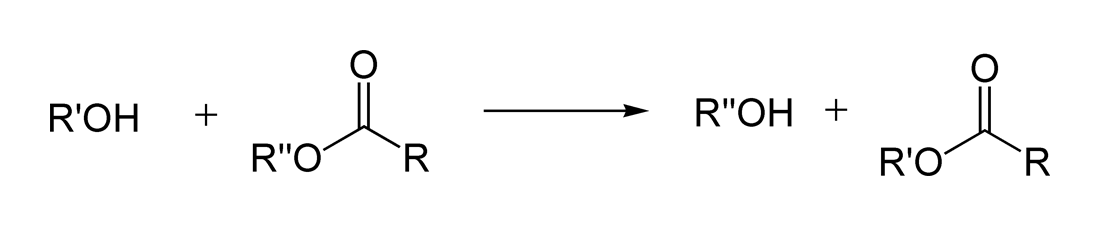 O O
R'OH + R"O R R"OH + R'O R